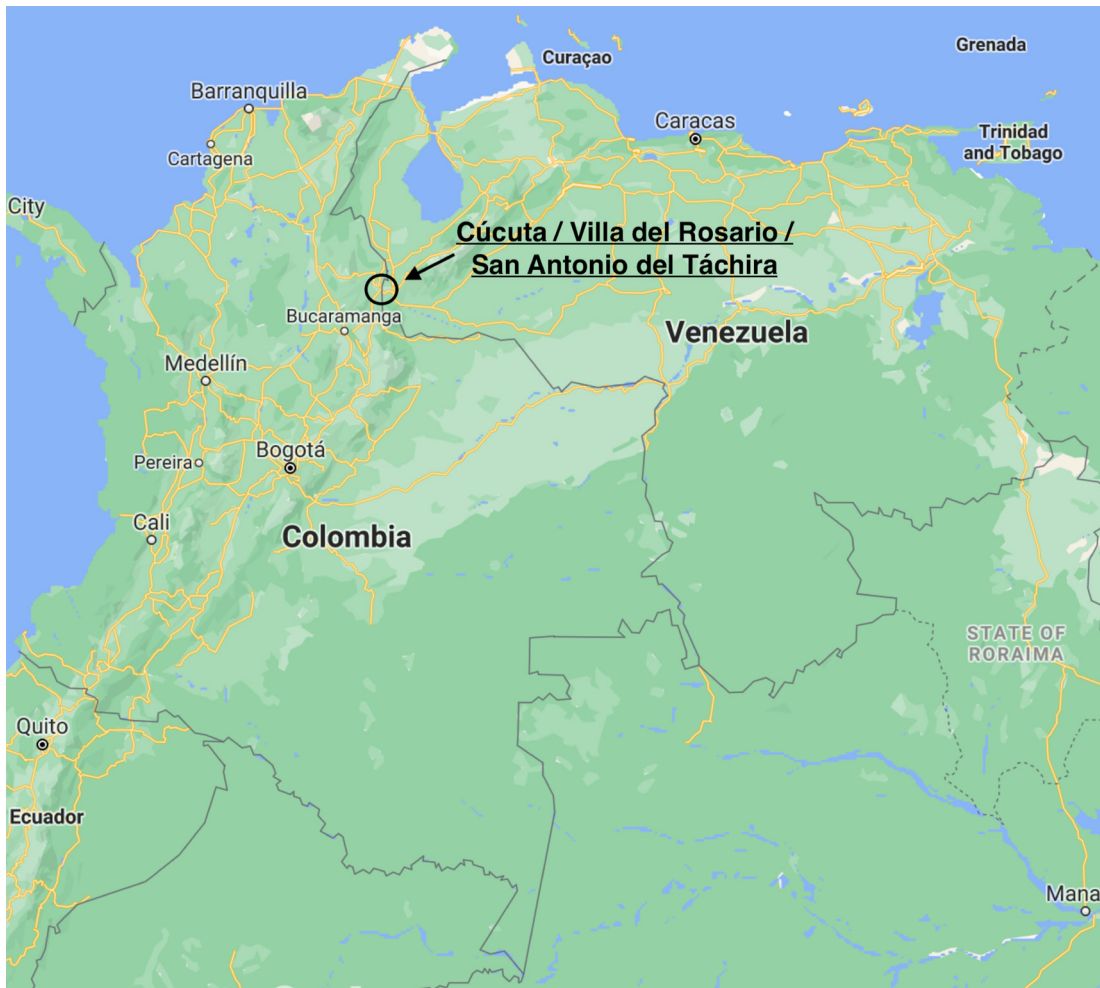 Grenada
Curaçao
Barranquilla
Caracas
Trinidad
and Tobago
Cartagena
City
Cúcuta / Villa del Rosario /
San Antonio del Táchira
Bucaramanga
Venezuela
Medellín
Bogotá
Pereira
Cali
Colombia
STATE OF
RORAIMA
Quito
Ecuador
Mana